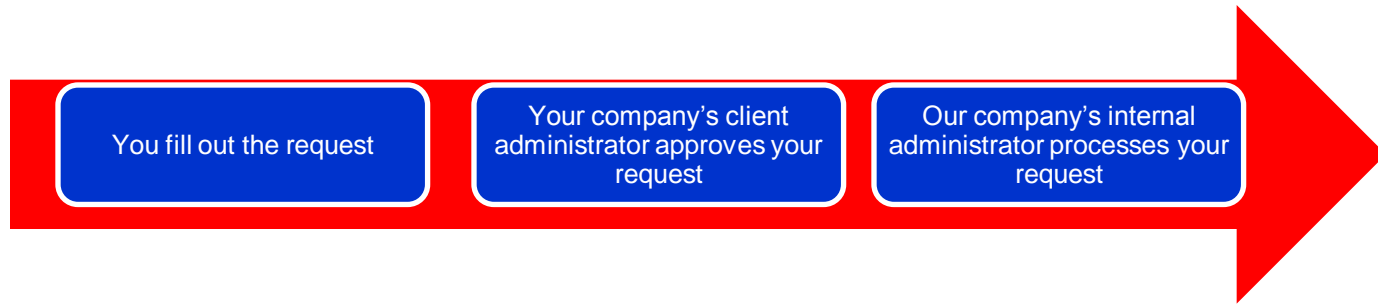 You fill out the request
Your company’s client
administrator approves your
request
Our company’s internal
administrator processes your
request